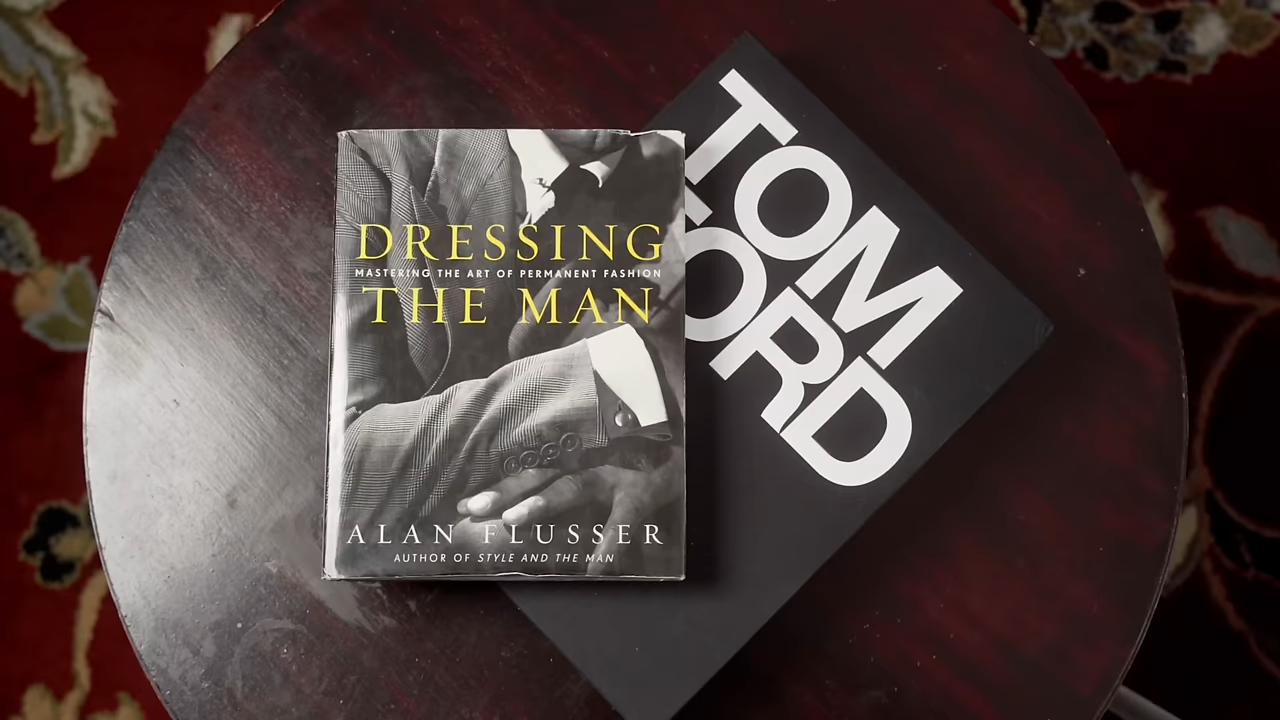 DRESSING
MASTERING THE ART OF PERMANENT FASHION
THE MAN
ALAN FLUSSER
AUTHOR OF STYLE AND THE MAN
TOM
FORD